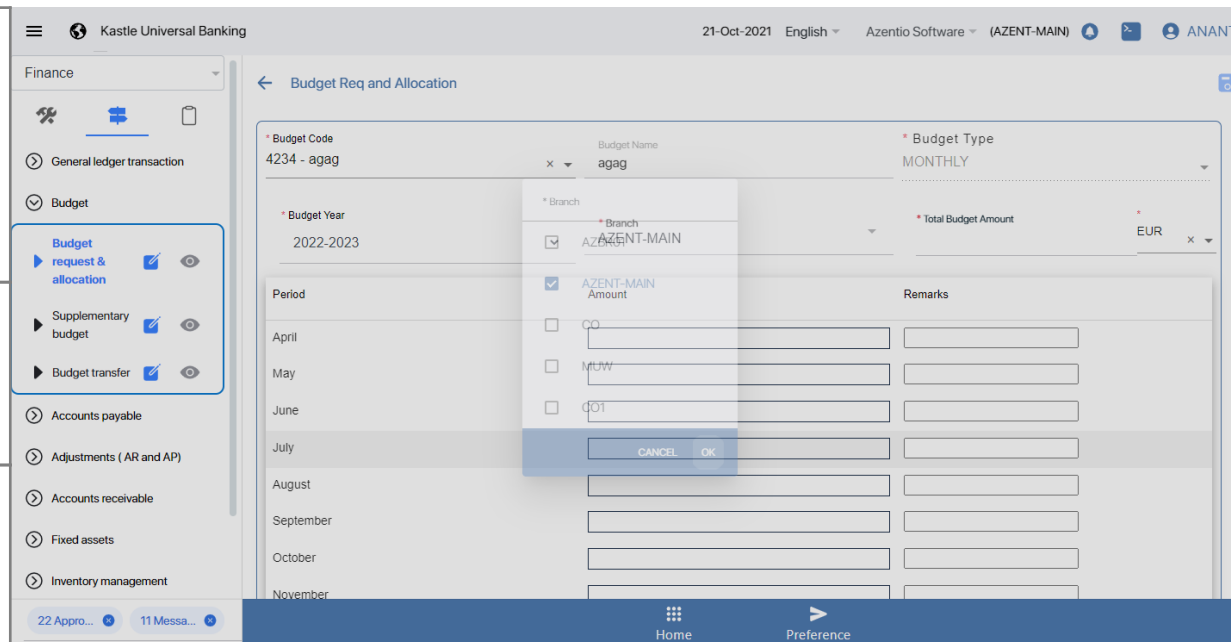 Kastle Universal Banking
21-Oct-2021 English Azentio Software (AZENT-MAIN) ANANT
Finance
Budget Req and Allocation
General ledger transaction
Budget
Budget request & allocation
Supplementary budget
Budget transfer
Accounts payable
Adjustments ( AR and AP)
Accounts receivable
Fixed assets
Inventory management
22 Appro...
11 Messa...
* Budget Code
4234 - agag
Budget Name
agag
* Budget Type
MONTHLY
* Budget Year
2022-2023
* Branch
AZENT-MAIN
* Total Budget Amount
*
EUR
* Branch
AZENT-MAIN
CO
MUW
CO1
CANCEL OK
Period Amount Remarks
April
May
June
July
August
September
October
November
Home Preference